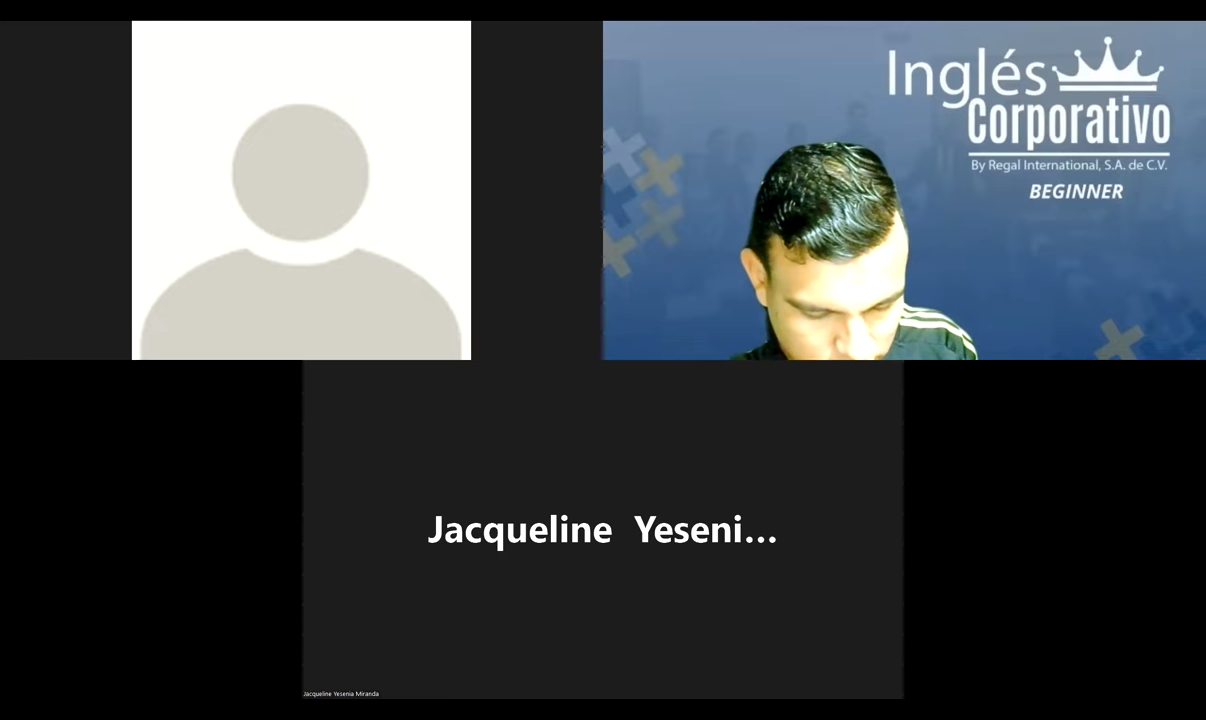 Inglés
Corporativo
By Regal International, S.A. de C.V.
BEGINNER
Jacqueline Yeseni...
Jacqueline Yesenia Miranda